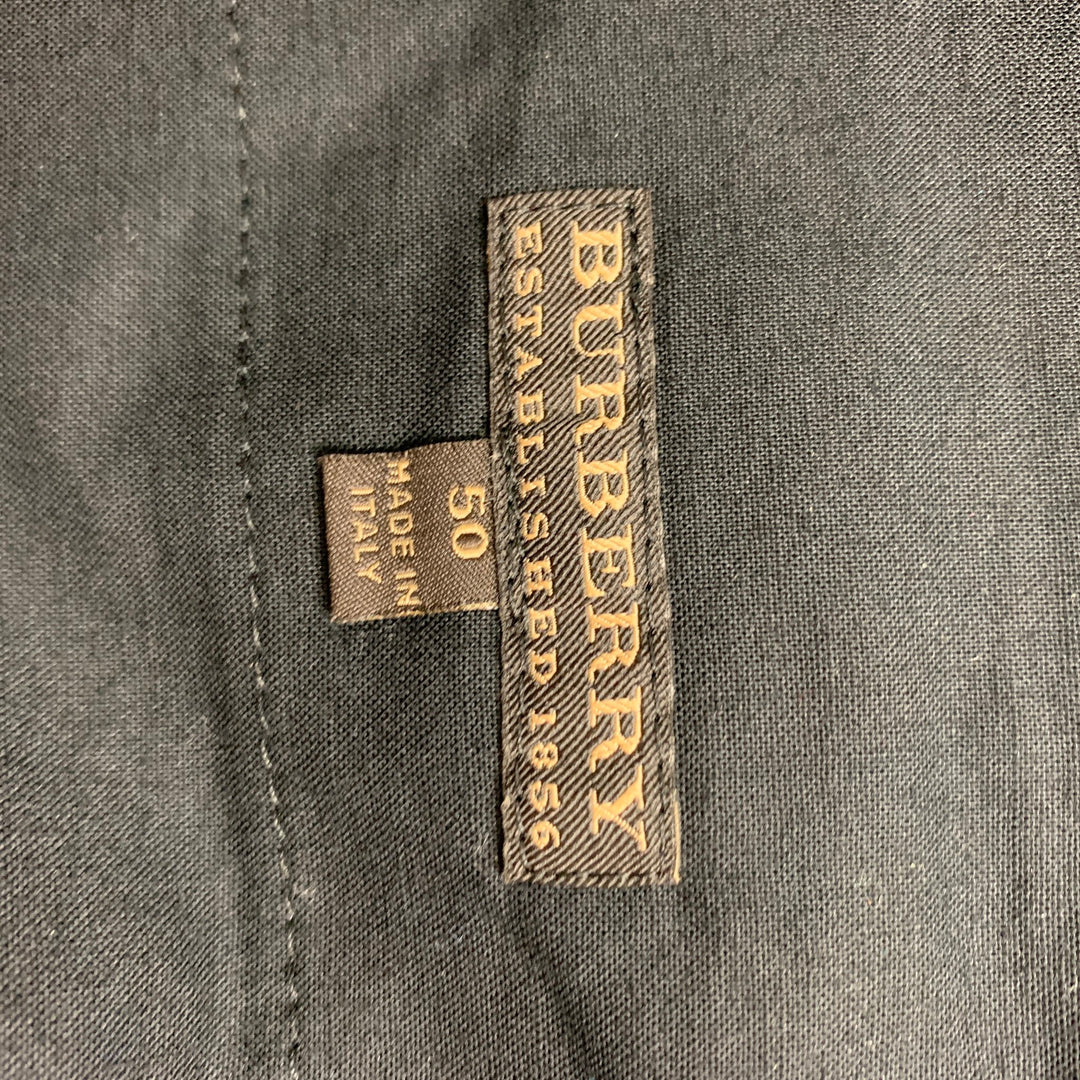 BURBERRY
ESTABLISHED 1856
50
MADE IN
ITALY